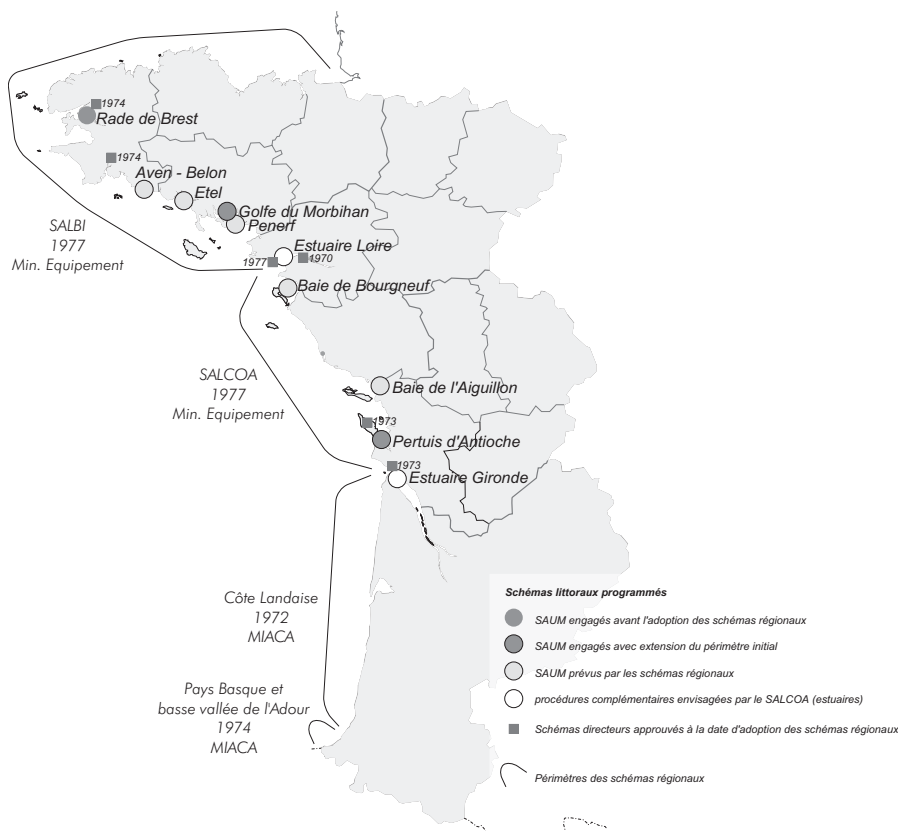 1974
Rade de Brest
1974
Aven - Belon
Etel
Golfe du Morbihan
Penerf
SALBI
1977
Min. Equipement
Estuaire Loire
1977
1970
Baie de Bourgneuf
SALCOA
1977
Min. Equipement
Baie de l'Aiguillon
1973
Pertuis d'Antioche
1973
Estuaire Gironde
Côte Landaise
1972
MIACA
Pays Basque et
basse vallée de l'Adour
1974
MIACA
Schémas littoraux programmés
SAUM engagés avant l'adoption des schémas régionaux
SAUM engagés avec extension du périmètre initial
SAUM prévus par les schémas régionaux
procédures complémentaires envisagées par le SALCOA (estuaires)
Schémas directeurs approuvés à la date d'adoption des schémas régionaux
Périmètres des schémas régionaux